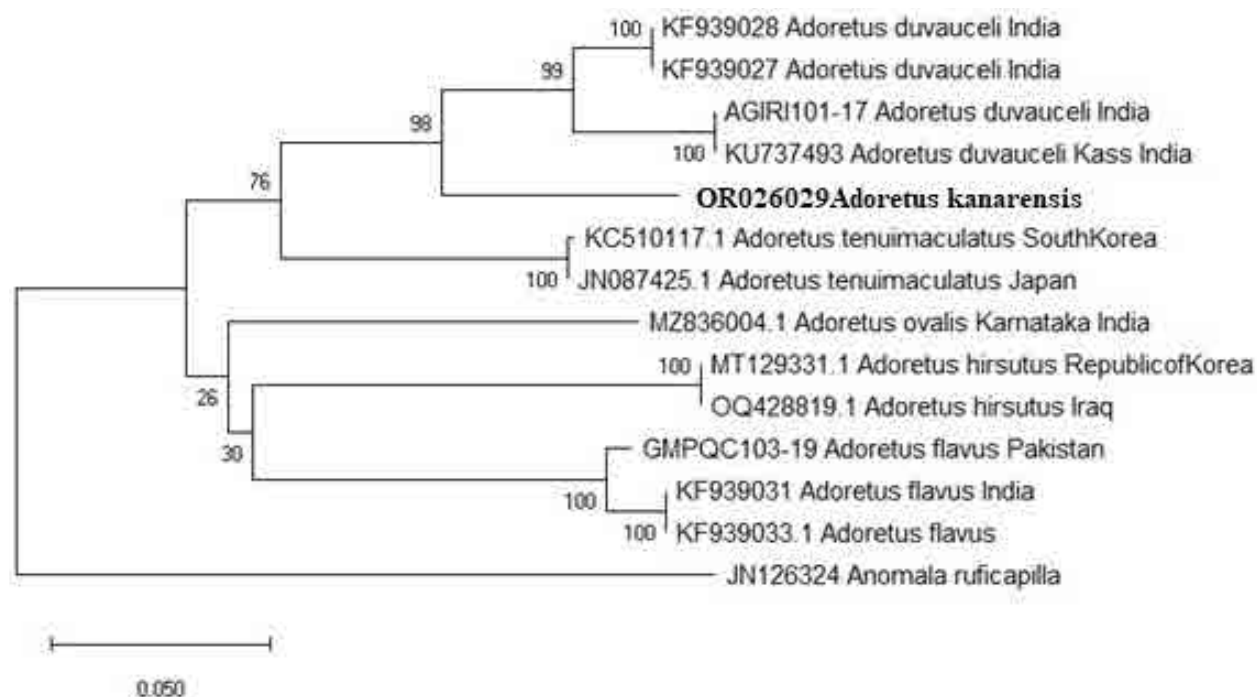 100 KF939028 Adoretus duvauceli India
99
KF939027 Adoretus duvauceli India
98
AGIRI101-17 Adoretus duvauceli India
100 KU737493 Adoretus duvauceli Kass India
76
OR026029Adoretus kanarensis
KC510117.1 Adoretus tenuimaculatus SouthKorea
100 JN087425.1 Adoretus tenuimaculatus Japan
MZ836004.1 Adoretus ovalis Karnataka India
26
100 MT129331.1 Adoretus hirsutus RepublicofKorea
OQ428819.1 Adoretus hirsutus Iraq
30
GMPQC103-19 Adoretus flavus Pakistan
100
KF939031 Adoretus flavus India
100 KF939033.1 Adoretus flavus
JN126324 Anomala ruficapilla
0.050